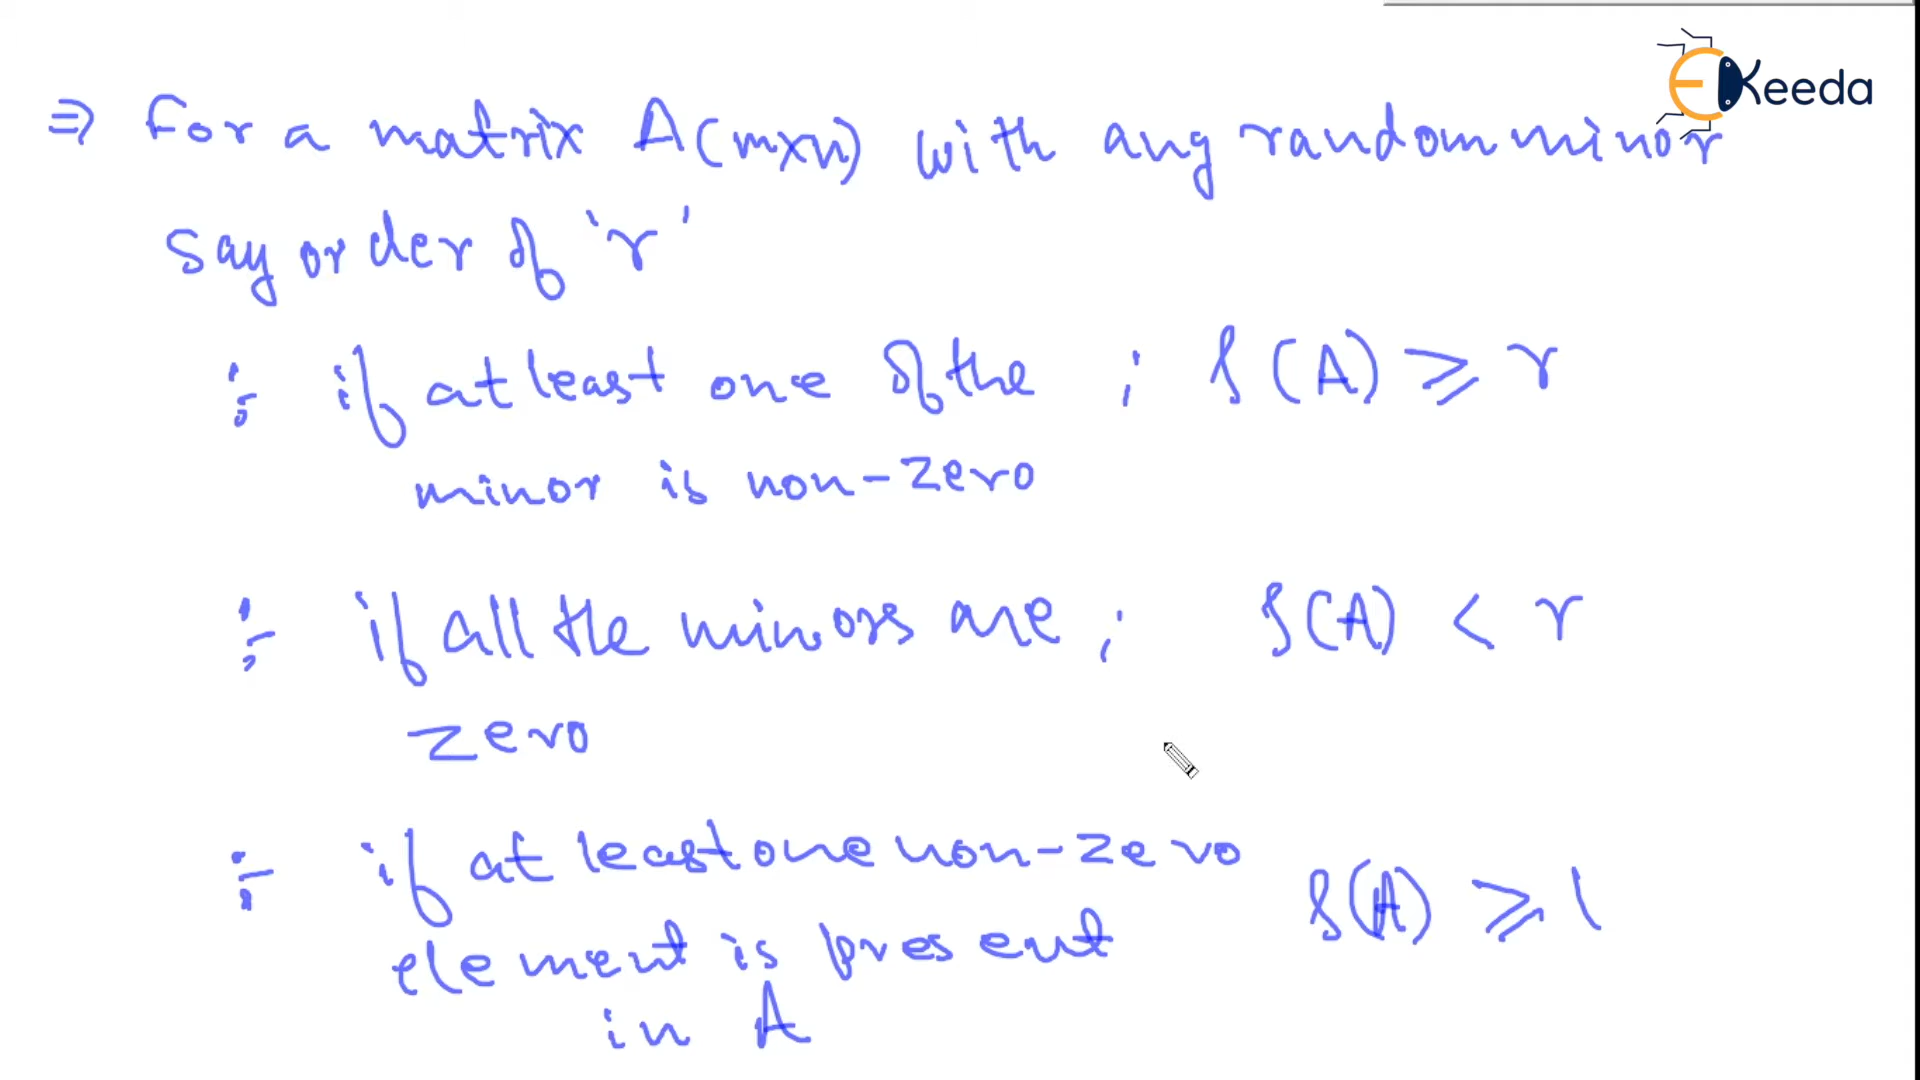 EKeeda
⇒ For a matrix A(m×n) with any random minor
say order of 'r'
÷ if at least one of the ; ρ(A) ≥ r
minor is non-zero
÷ if all the minors are ; ρ(A) < r
zero
÷ if at least one non-zero ρ(A) ≥ 1
element is present
in A